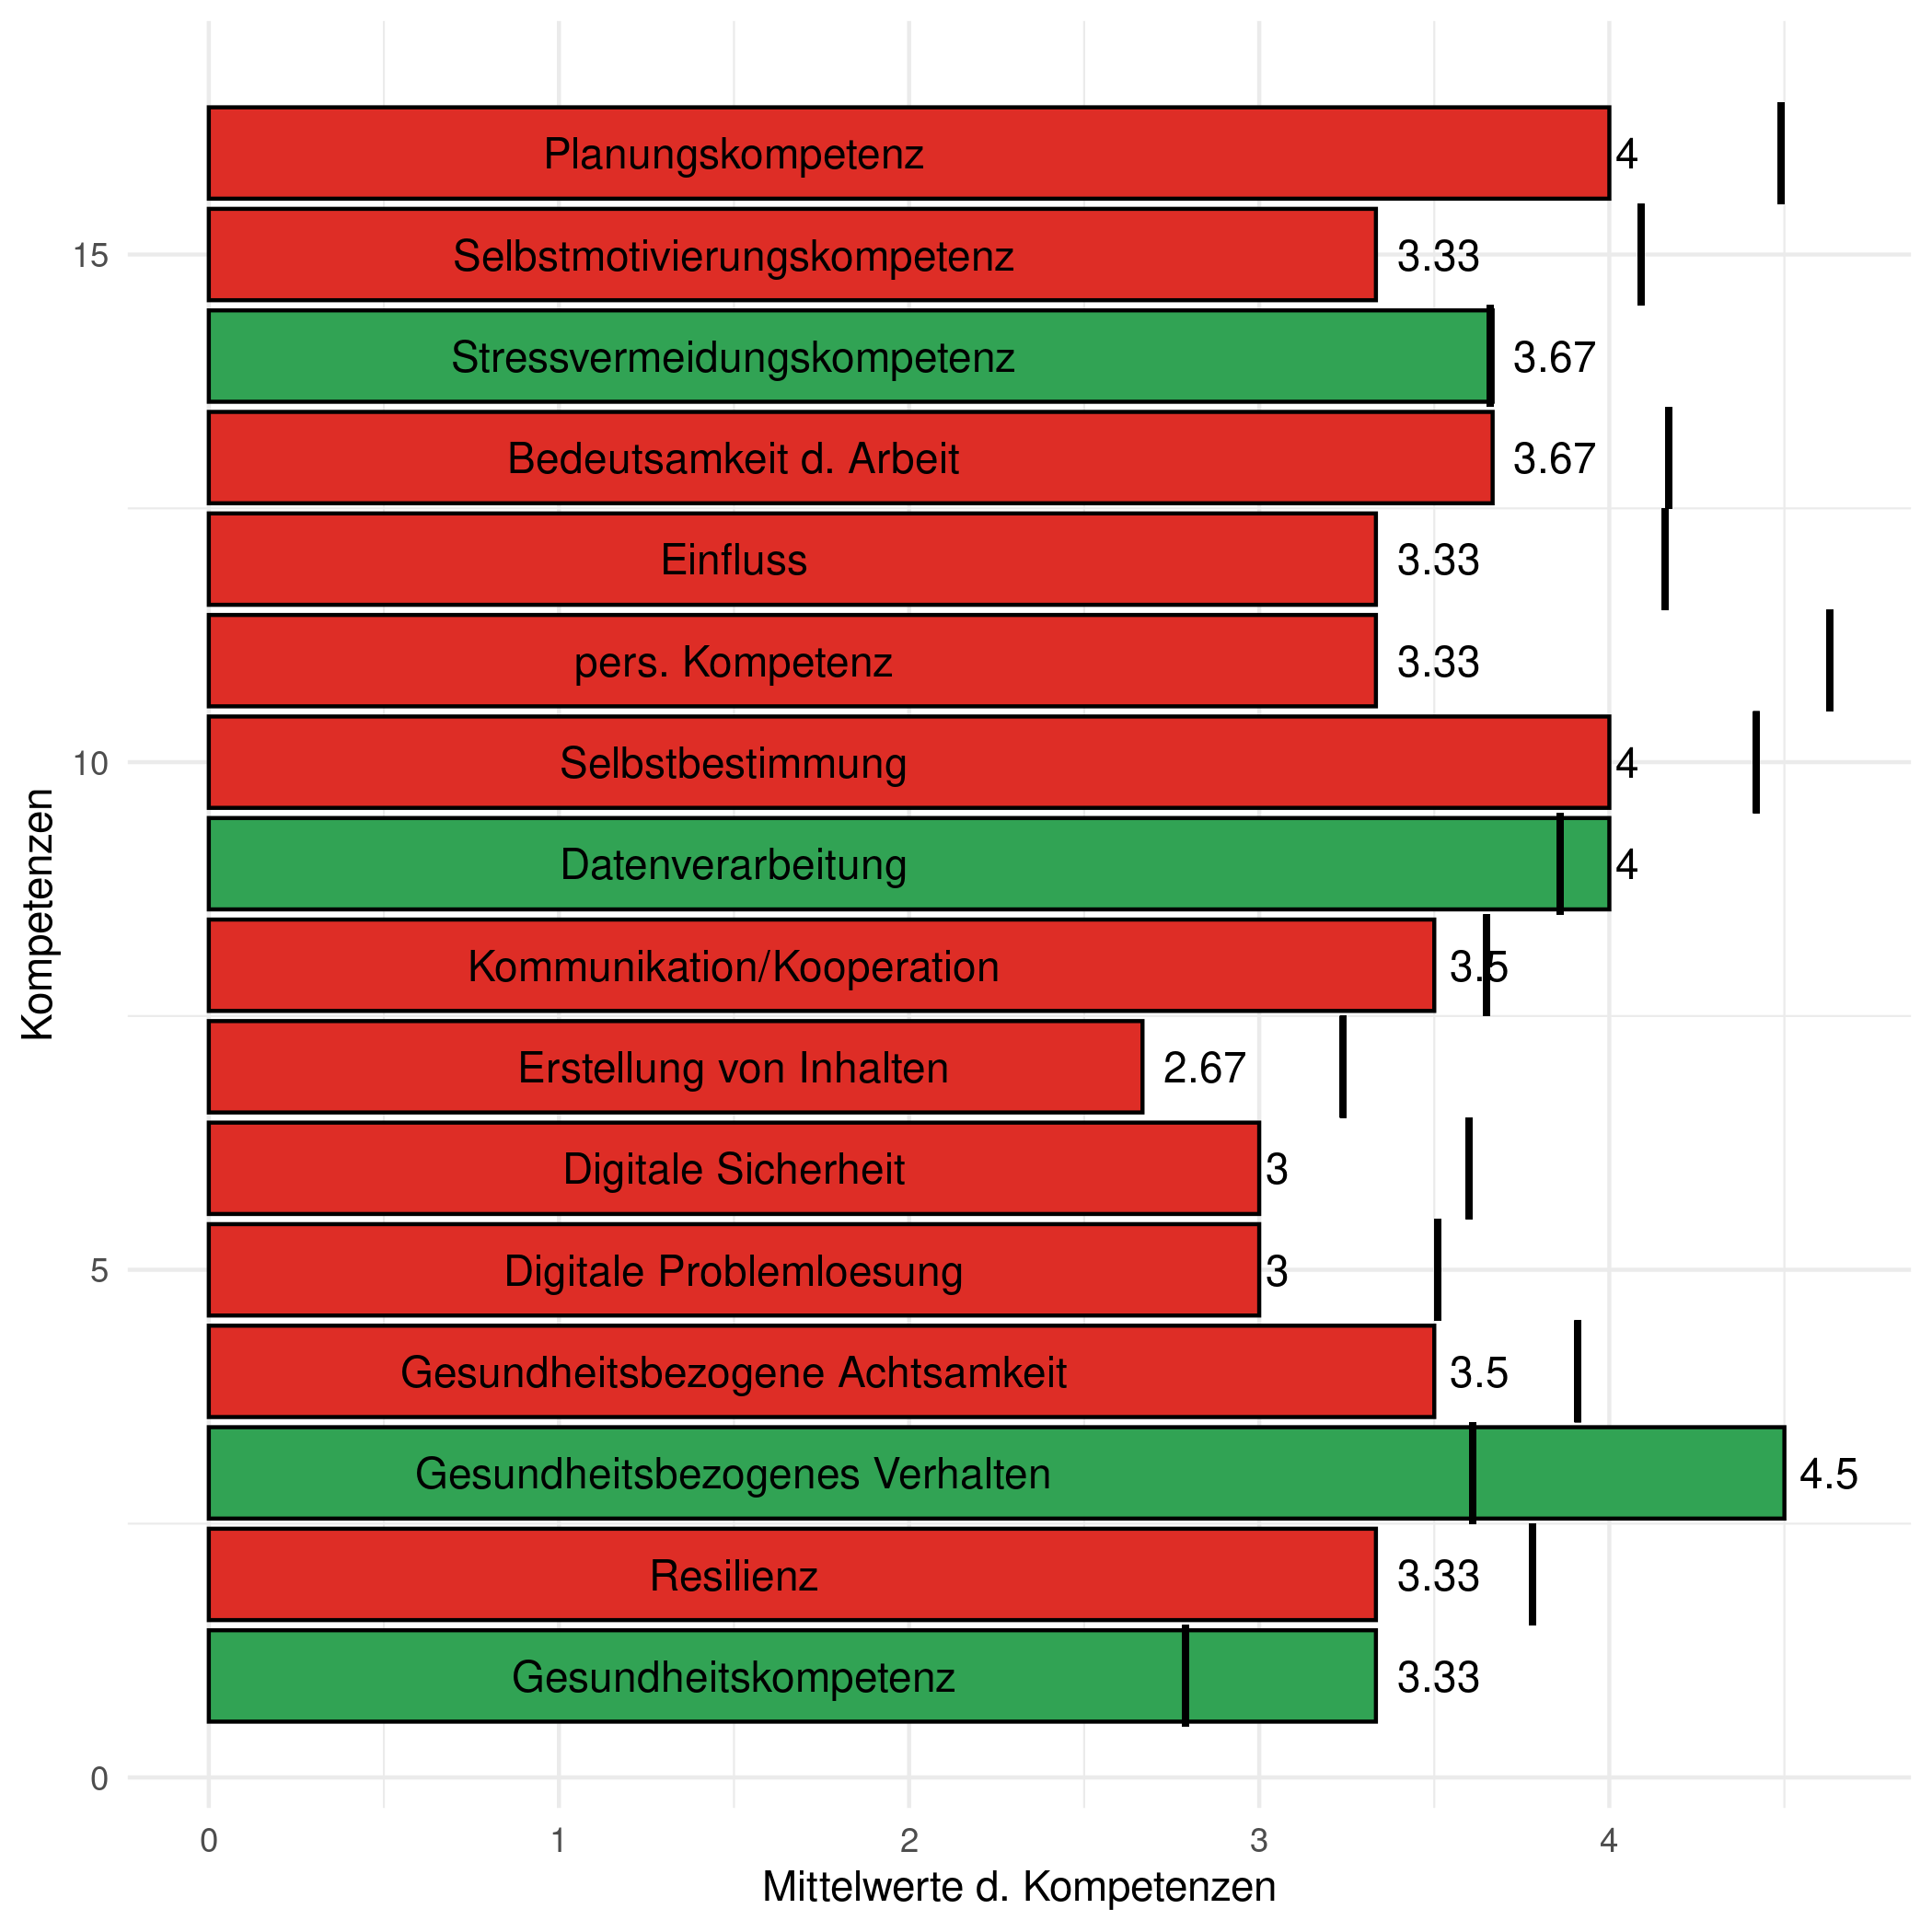 Planungskompetenz 4
15
Selbstmotivierungskompetenz 3.33
Stressvermeidungskompetenz 3.67
Bedeutsamkeit d. Arbeit 3.67
Einfluss 3.33
pers. Kompetenz 3.33
10
Selbstbestimmung 4
Datenverarbeitung 4
Kommunikation/Kooperation 3.5
Erstellung von Inhalten 2.67
Digitale Sicherheit 3
5
Digitale Problemloesung 3
Gesundheitsbezogene Achtsamkeit 3.5
Gesundheitsbezogenes Verhalten 4.5
Resilienz 3.33
Gesundheitskompetenz 3.33
0
Kompetenzen
0 1 2 3 4
Mittelwerte d. Kompetenzen